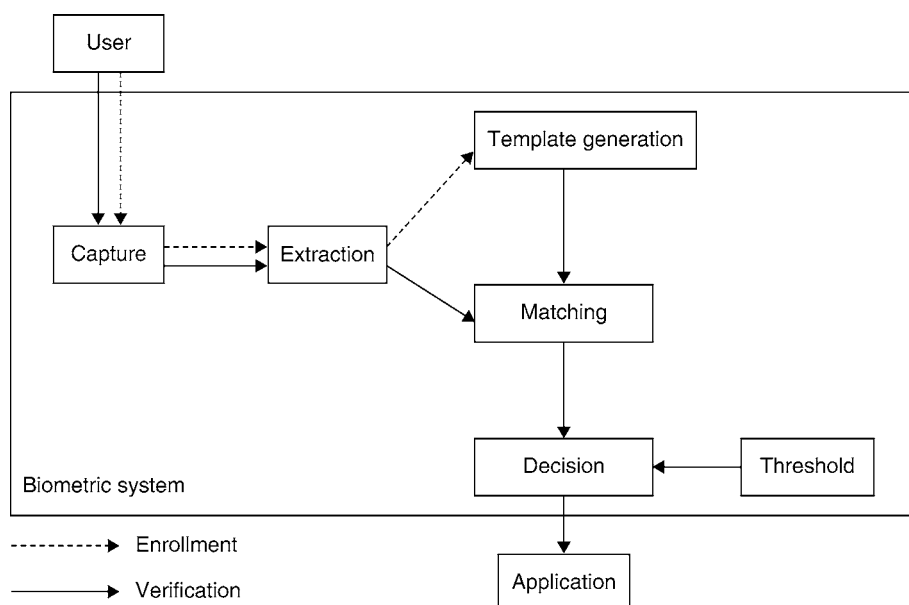 User
Template generation
Capture
Extraction
Matching
Decision
Threshold
Biometric system
Enrollment
Verification
Application